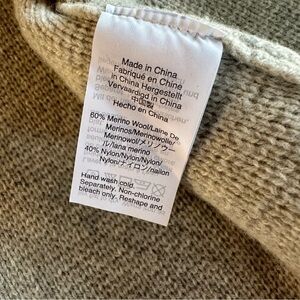 Made in China
Fabriqué en Chine
in China Hergestellt
Vervaardigd in China
中国製
Hecho en China
60% Merino Wool/Laine De
Merinos/Merinowoller/
Merinowol/メリノウー
ル/lana merino
40% Nylon/Nylon/Nylon/
Nylon/ナイロン/nailon
Hand wash cold.
Separately. Non-chlorine
bleach only. Reshape and